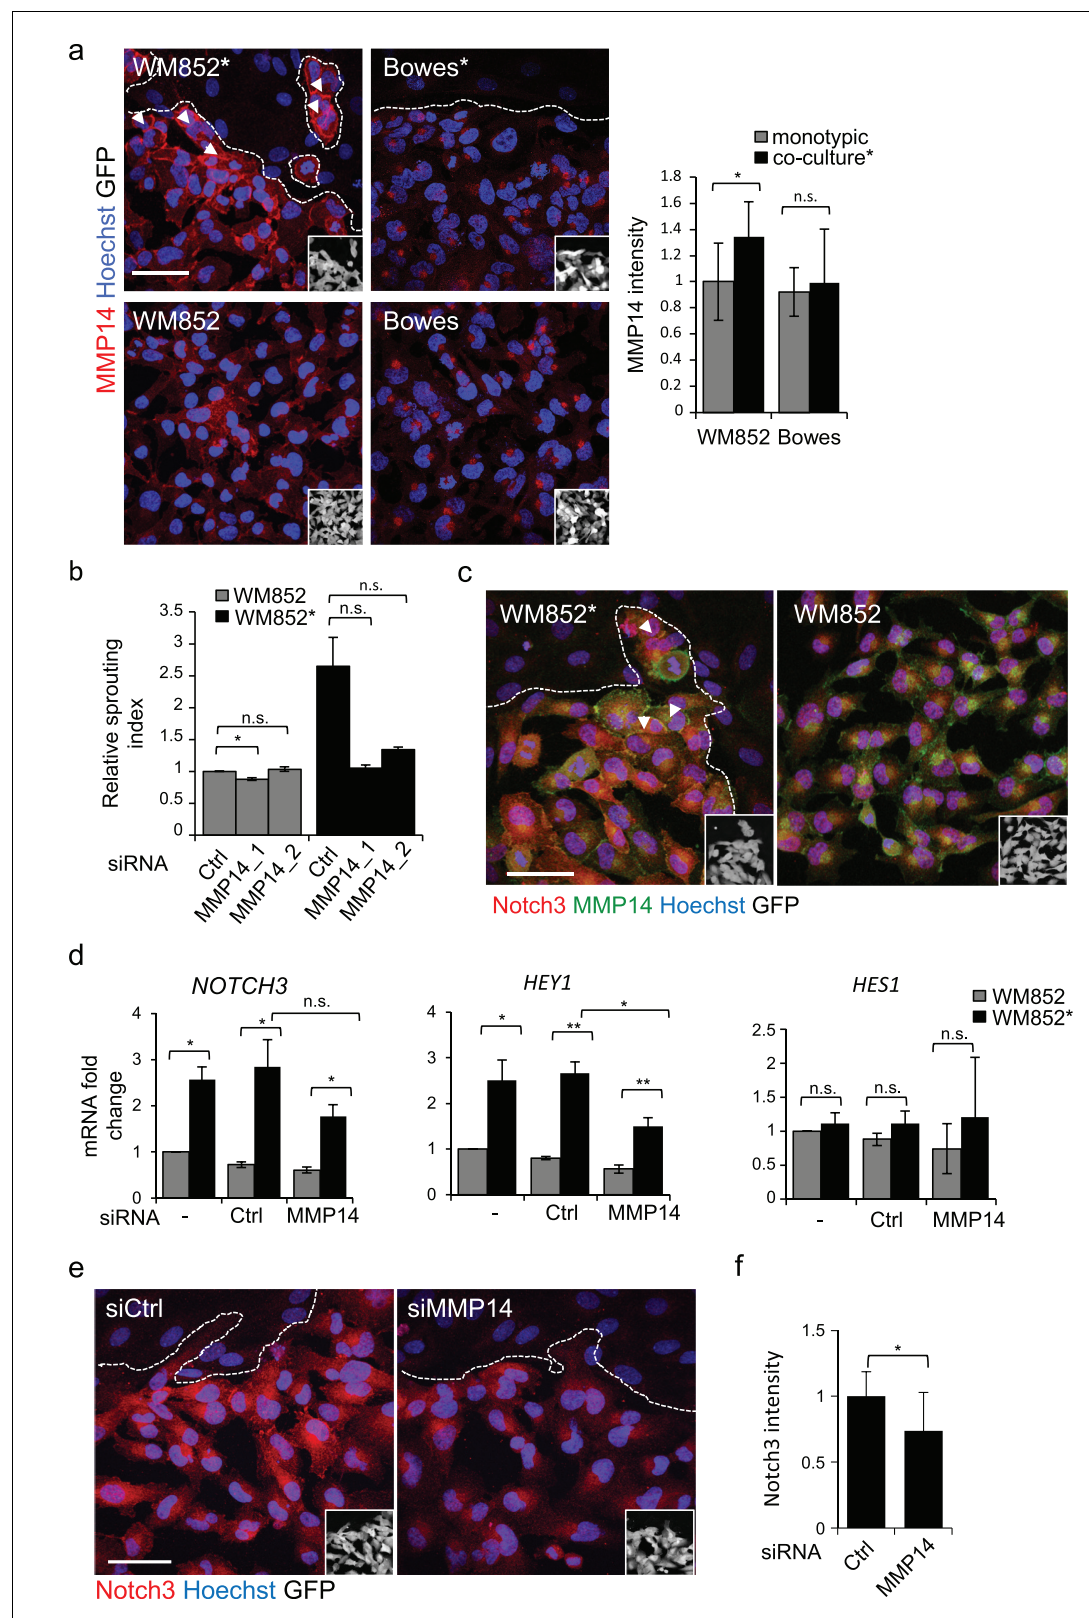 a
WM852*
Bowes*
WM852
Bowes
MMP14 Hoechst GFP
monotypic
co-culture*
MMP14 intensity
1.8
1.6
1.4
1.2
1
0.8
0.6
0.4
0.2
0
*
n.s.
WM852 Bowes
b
WM852
WM852*
Relative sprouting index
3.5
3
2.5
2
1.5
1
0.5
0
*
n.s.
n.s.
n.s.
siRNA
Ctrl
MMP14_1
MMP14_2
Ctrl
MMP14_1
MMP14_2
c
WM852*
WM852
Notch3 MMP14 Hoechst GFP
d
NOTCH3
mRNA fold change
4
3
2
1
0
*
*
n.s.
*
siRNA - Ctrl MMP14
HEY1
4
3
2
1
0
*
**
*
**
- Ctrl MMP14
HES1
WM852
WM852*
2.5
2
1.5
1
0.5
0
n.s.
n.s.
n.s.
- Ctrl MMP14
e
siCtrl
siMMP14
Notch3 Hoechst GFP
f
Notch3 intensity
1.5
1
0.5
0
*
siRNA
Ctrl
MMP14